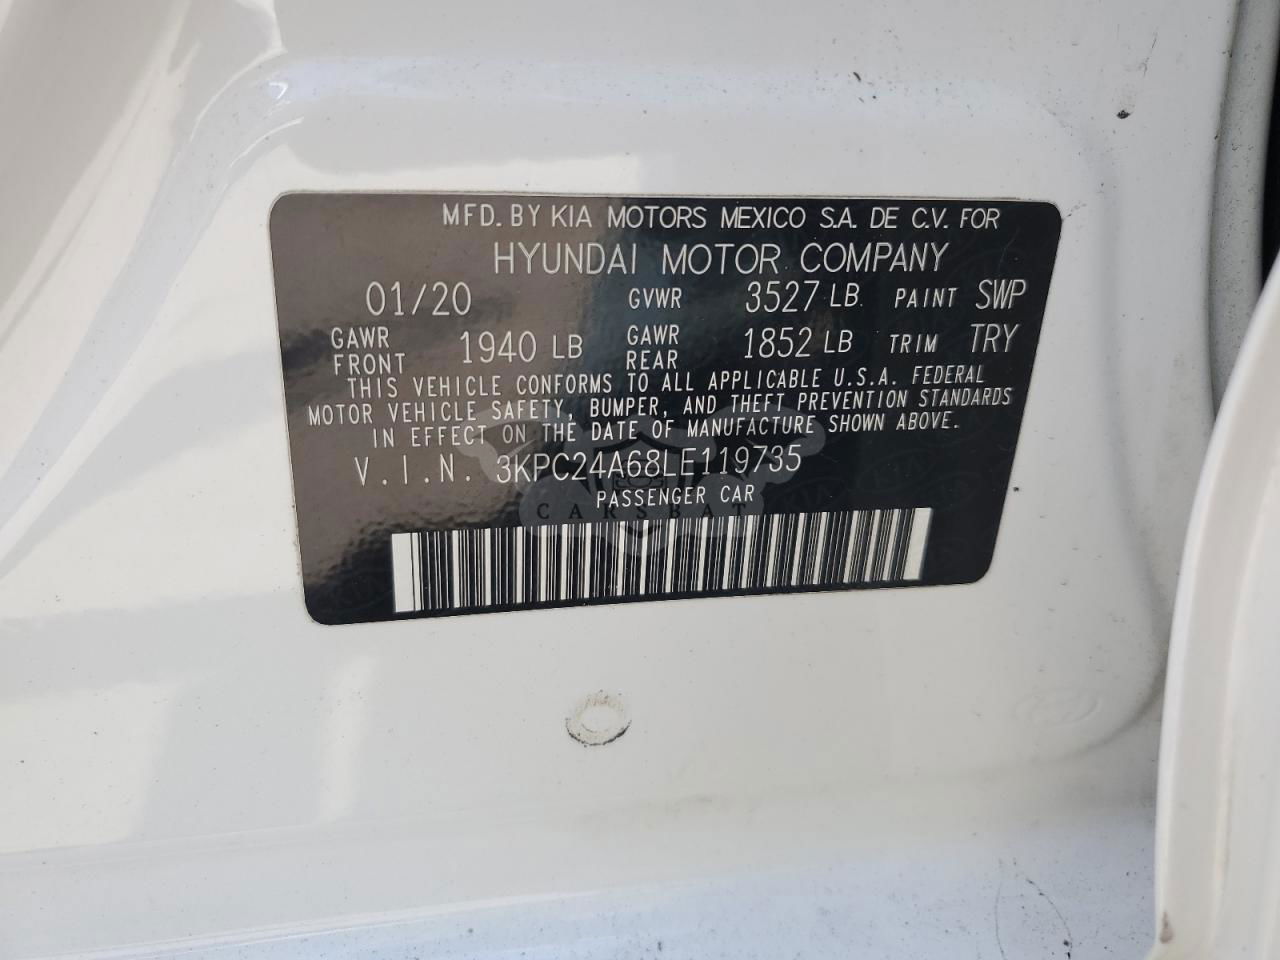 MFD. BY KIA MOTORS MEXICO S.A. DE C.V. FOR
HYUNDAI MOTOR COMPANY
01/20 GVWR 3527 LB. PAINT SWP
GAWR FRONT 1940 LB GAWR REAR 1852 LB TRIM TRY
THIS VEHICLE CONFORMS TO ALL APPLICABLE U.S.A. FEDERAL
MOTOR VEHICLE SAFETY, BUMPER, AND THEFT PREVENTION STANDARDS
IN EFFECT ON THE DATE OF MANUFACTURE SHOWN ABOVE.
V.I.N. 3KPC24A68LE119735
PASSENGER CAR
CARSBAT